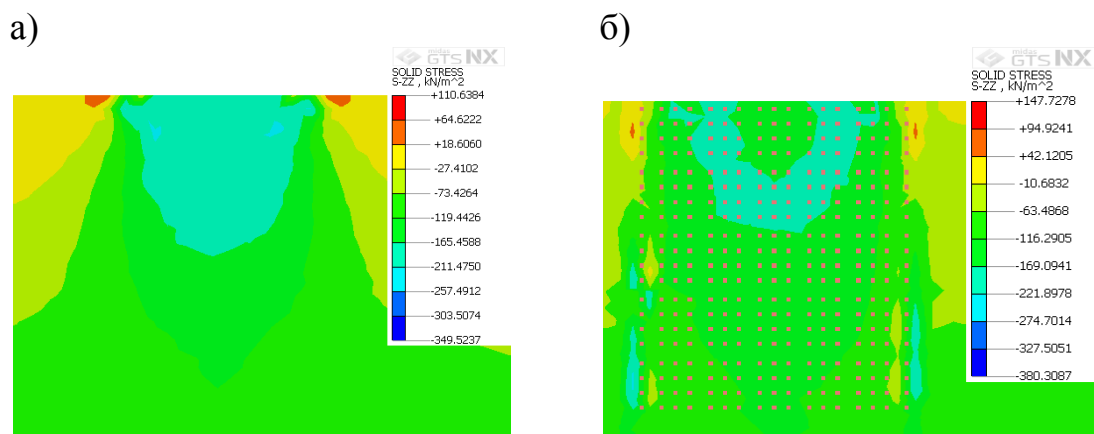 а)
midas
GTS NX
SOLID STRESS
S-ZZ , kN/m^2
+110.6384
+64.6222
+18.6060
-27.4102
-73.4264
-119.4426
-165.4588
-211.4750
-257.4912
-303.5074
-349.5237
б)
midas
GTS NX
SOLID STRESS
S-ZZ , kN/m^2
+147.7278
+94.9241
+42.1205
-10.6832
-63.4868
-116.2905
-169.0941
-221.8978
-274.7014
-327.5051
-380.3087